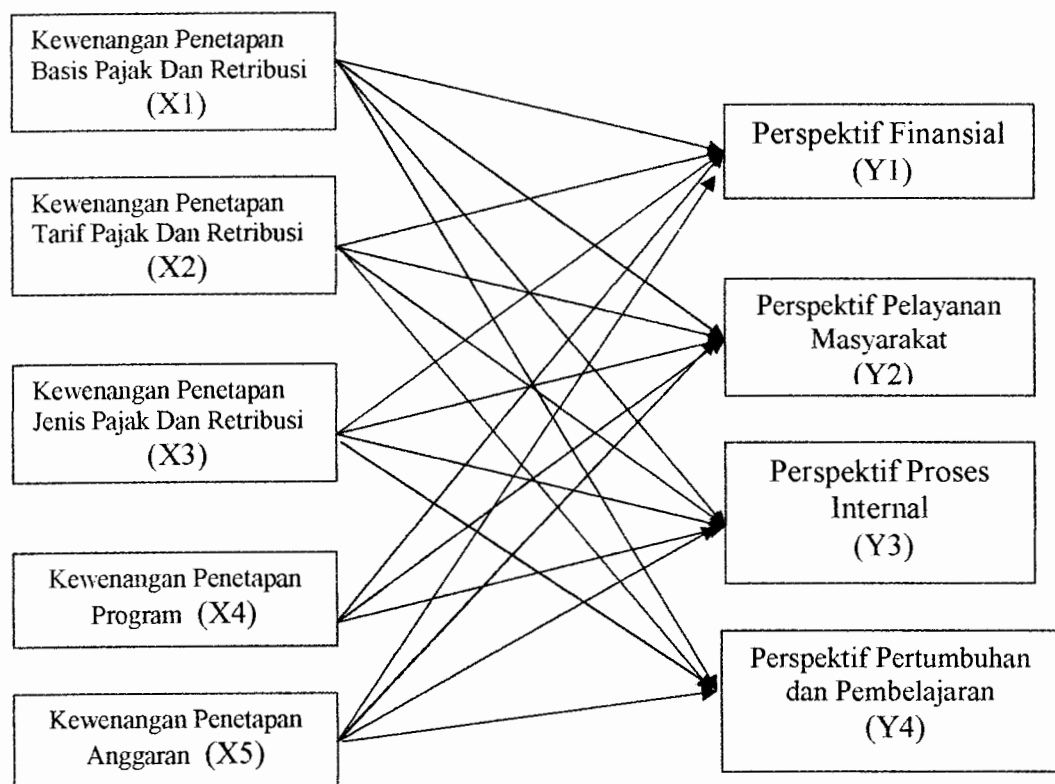 Kewenangan Penetapan
Basis Pajak Dan Retribusi
(X1)
Kewenangan Penetapan
Tarif Pajak Dan Retribusi
(X2)
Kewenangan Penetapan
Jenis Pajak Dan Retribusi
(X3)
Kewenangan Penetapan
Program (X4)
Kewenangan Penetapan
Anggaran (X5)
Perspektif Finansial
(Y1)
Perspektif Pelayanan
Masyarakat
(Y2)
Perspektif Proses
Internal
(Y3)
Perspektif Pertumbuhan
dan Pembelajaran
(Y4)